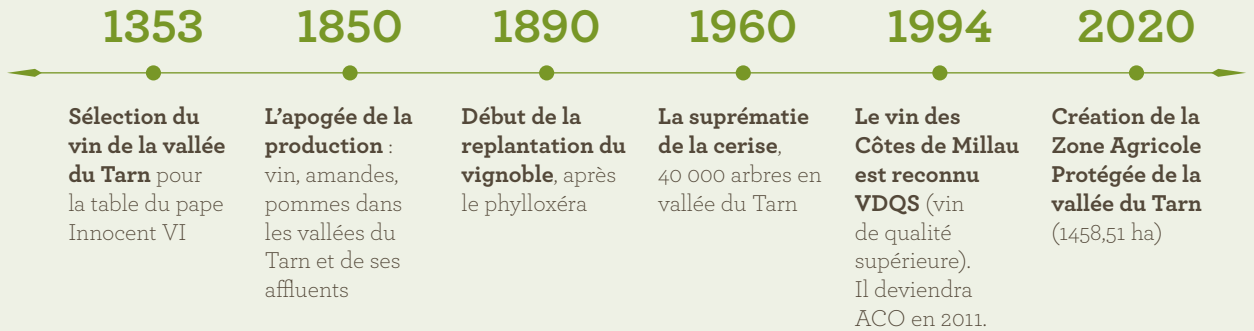 1353
Sélection du
vin de la vallée
du Tarn pour
la table du pape
Innocent VI
1850
L’apogée de la
production :
vin, amandes,
pommes dans
les vallées du
Tarn et de ses
affluents
1890
Début de la
replantation du
vignoble, après
le phylloxéra
1960
La suprématie
de la cerise,
40 000 arbres en
vallée du Tarn
1994
Le vin des
Côtes de Millau
est reconnu
VDQS (vin
de qualité
supérieure).
Il deviendra
ACO en 2011.
2020
Création de la
Zone Agricole
Protégée de la
vallée du Tarn
(1458,51 ha)